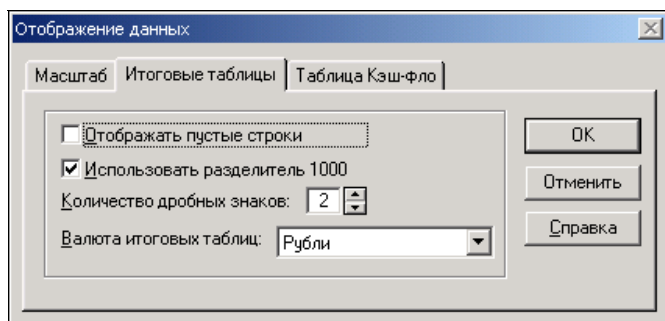 Отображение данных
Масштаб Итоговые таблицы Таблица Кэш-Фло
Отображать пустые строки
Использовать разделитель 1000
Количество дробных знаков: 2
Валюта итоговых таблиц: Рубли
OK
Отменить
Справка